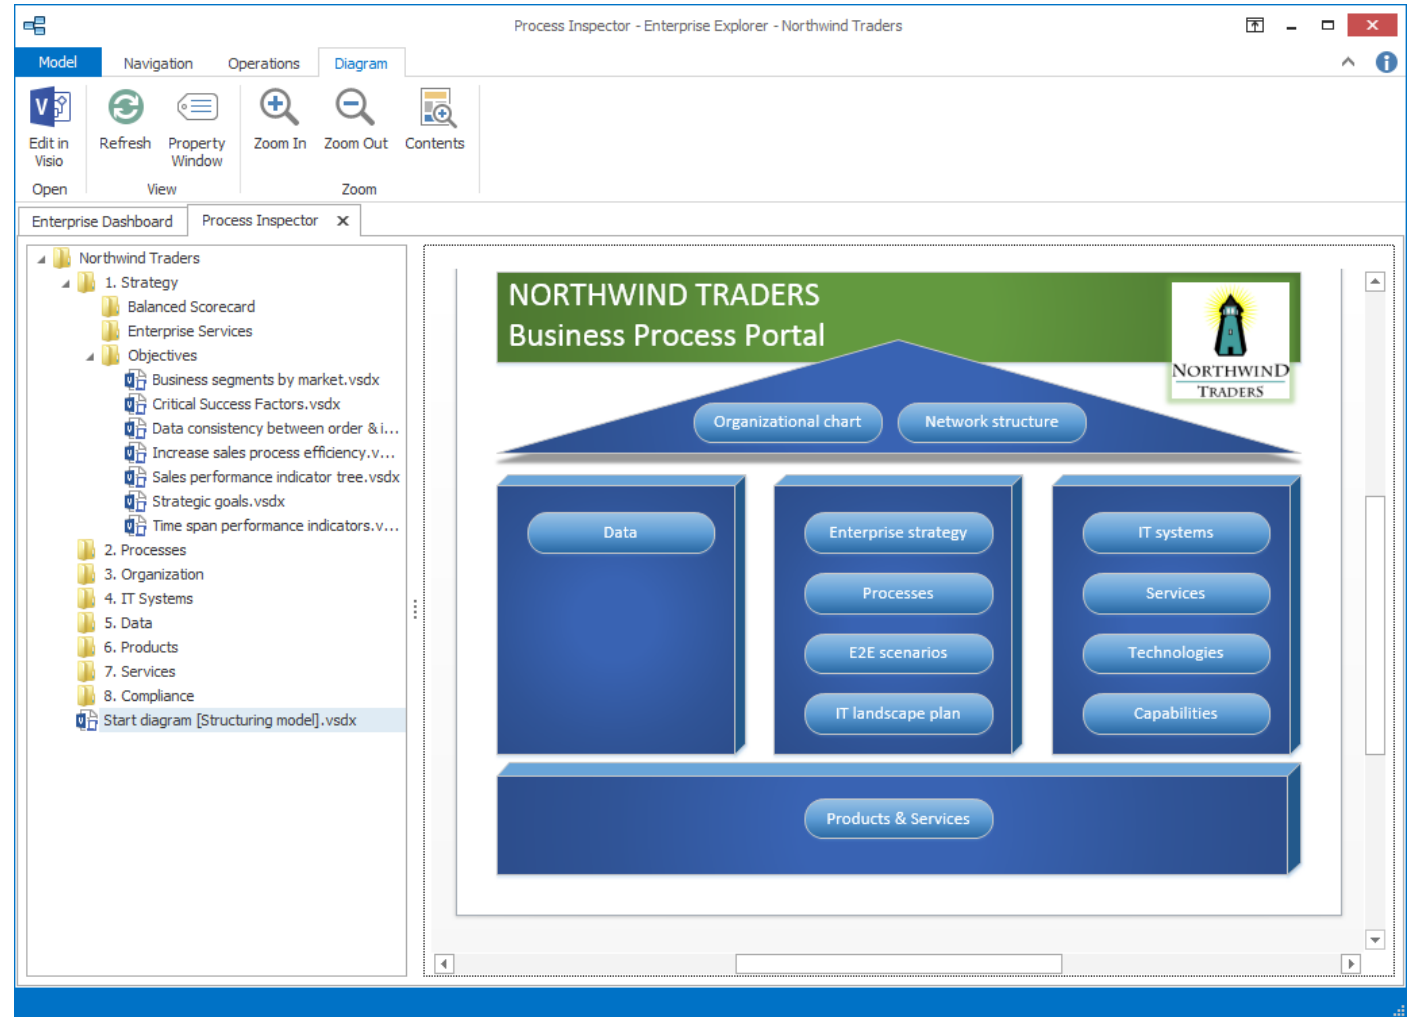 Process Inspector - Enterprise Explorer - Northwind Traders
Model Navigation Operations Diagram
Edit in Visio
Refresh
Property Window
Zoom In
Zoom Out
Contents
Open View Zoom
Enterprise Dashboard Process Inspector
Northwind Traders
1. Strategy
Balanced Scorecard
Enterprise Services
Objectives
Business segments by market.vsdx
Critical Success Factors.vsdx
Data consistency between order & i...
Increase sales process efficiency.v...
Sales performance indicator tree.vsdx
Strategic goals.vsdx
Time span performance indicators.v...
2. Processes
3. Organization
4. IT Systems
5. Data
6. Products
7. Services
8. Compliance
Start diagram [Structuring model].vsdx
NORTHWIND TRADERS
Business Process Portal
NORTHWIND
TRADERS
Organizational chart Network structure
Data
Enterprise strategy
Processes
E2E scenarios
IT landscape plan
IT systems
Services
Technologies
Capabilities
Products & Services